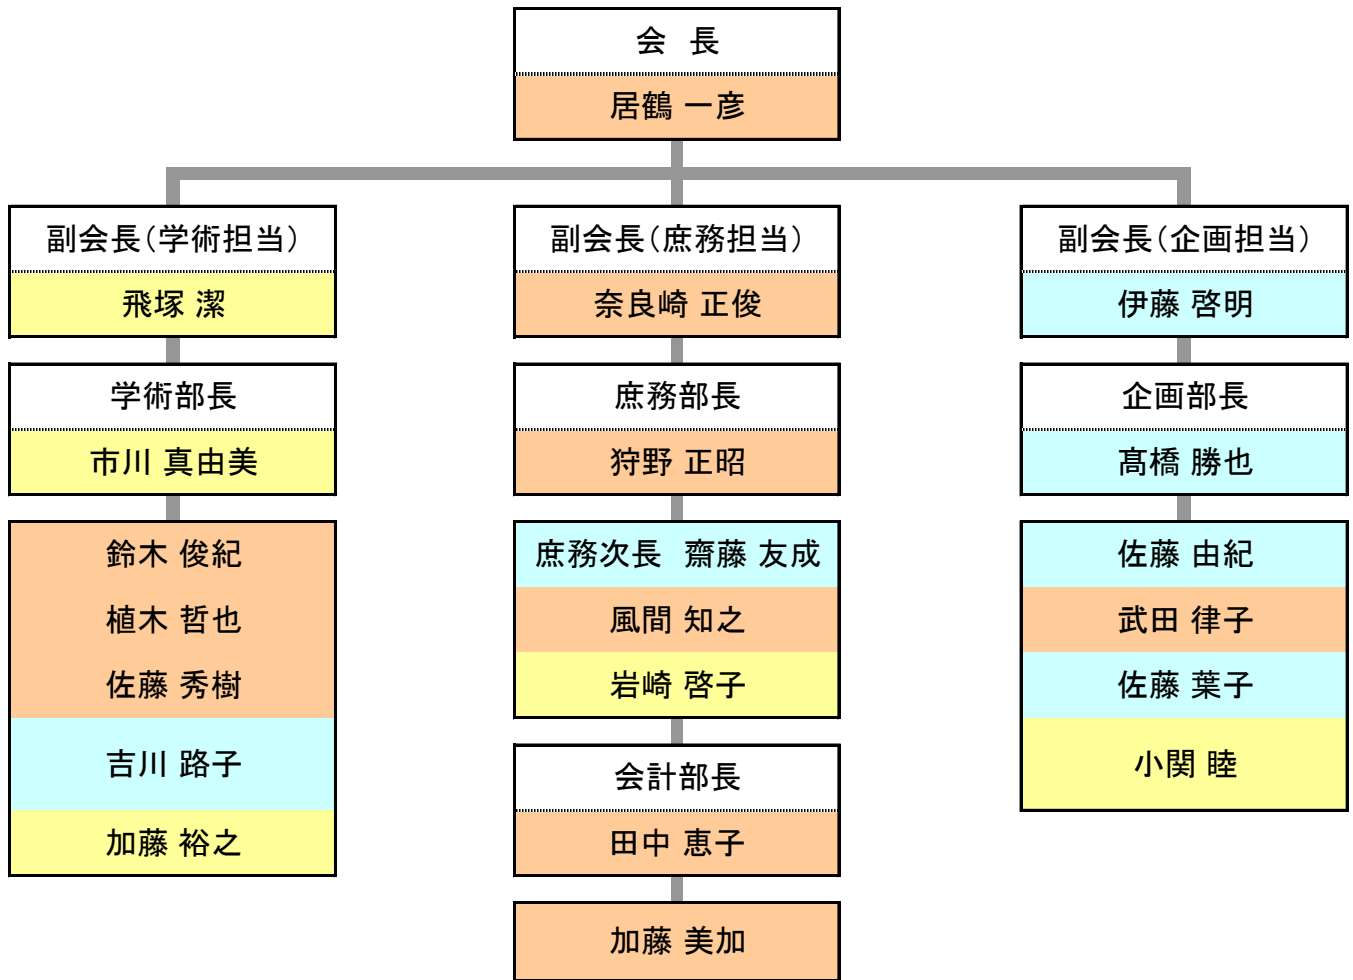 会 長
居鶴 一彦
副会長(学術担当)
飛塚 潔
学術部長
市川 真由美
鈴木 俊紀
植木 哲也
佐藤 秀樹
吉川 路子
加藤 裕之
副会長(庶務担当)
奈良崎 正俊
庶務部長
狩野 正昭
庶務次長 齋藤 友成
風間 知之
岩崎 啓子
会計部長
田中 恵子
加藤 美加
副会長(企画担当)
伊藤 啓明
企画部長
髙橋 勝也
佐藤 由紀
武田 律子
佐藤 葉子
小関 睦